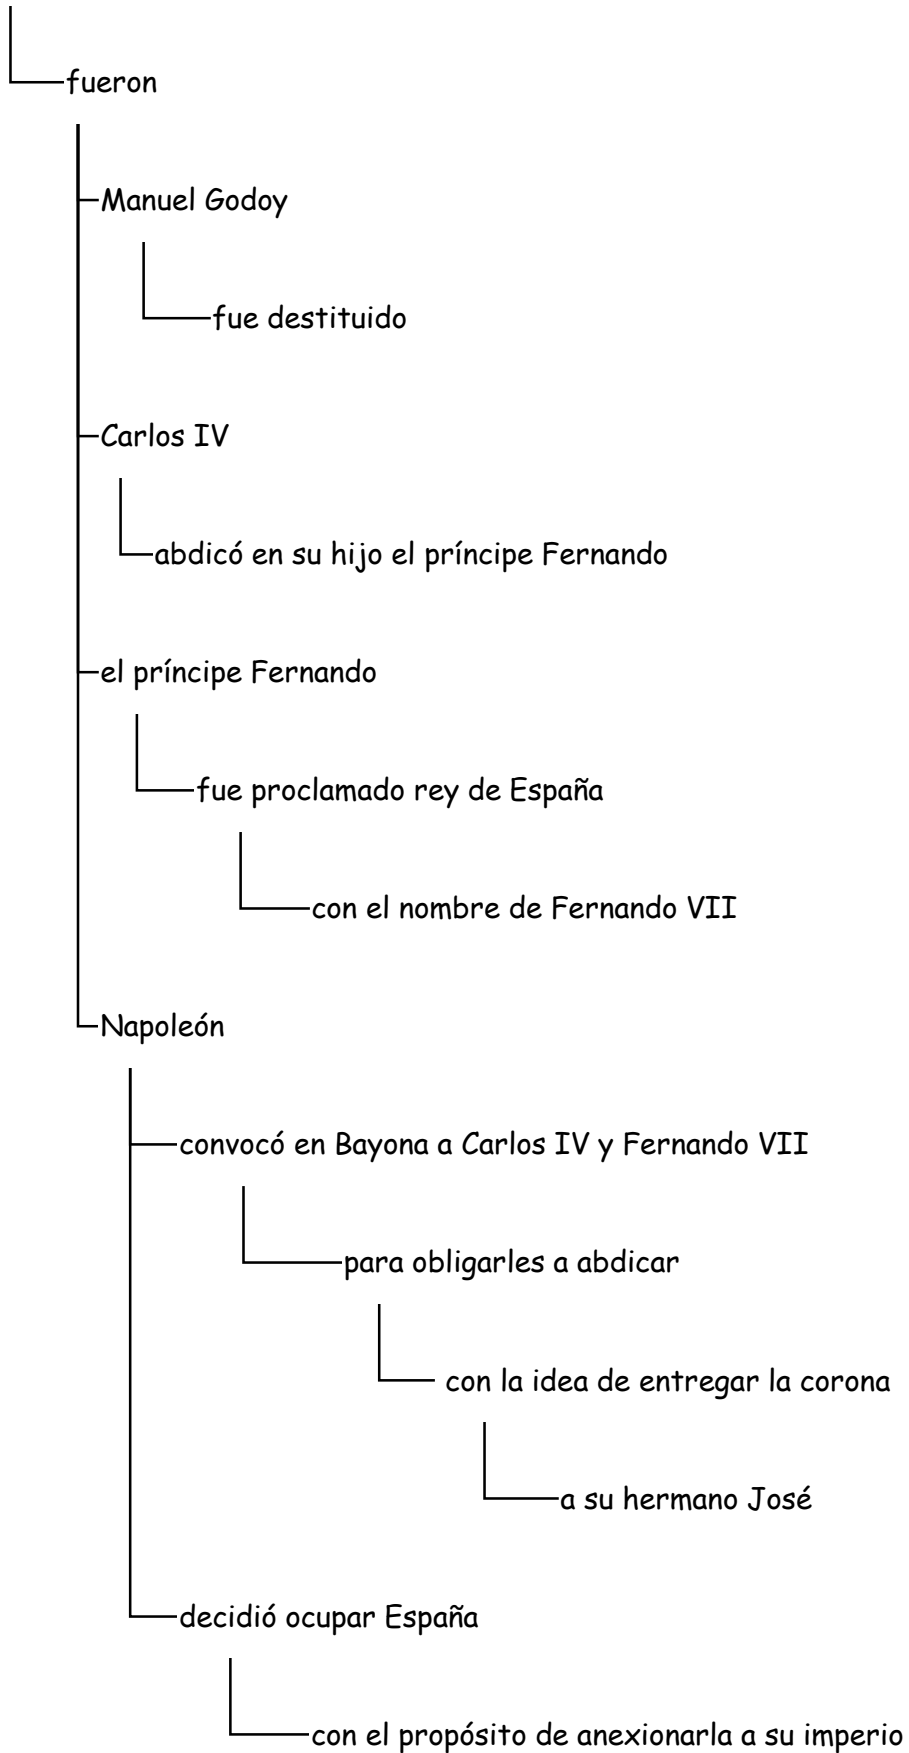 fueron
Manuel Godoy
fue destituido
Carlos IV
abdicó en su hijo el príncipe Fernando
el príncipe Fernando
fue proclamado rey de España
con el nombre de Fernando VII
Napoleón
convocó en Bayona a Carlos IV y Fernando VII
para obligarles a abdicar
con la idea de entregar la corona
a su hermano José
decidió ocupar España
con el propósito de anexionarla a su imperio